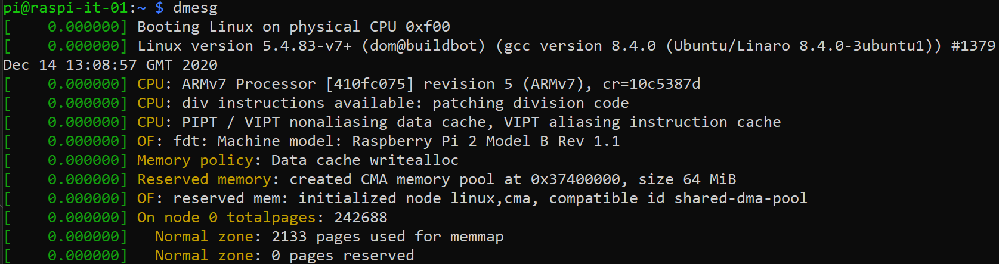 pi@raspi-it-01:~ $ dmesg
[    0.000000] Booting Linux on physical CPU 0xf00
[    0.000000] Linux version 5.4.83-v7+ (dom@buildbot) (gcc version 8.4.0 (Ubuntu/Linaro 8.4.0-3ubuntu1)) #1379
Dec 14 13:08:57 GMT 2020
[    0.000000] CPU: ARMv7 Processor [410fc075] revision 5 (ARMv7), cr=10c5387d
[    0.000000] CPU: div instructions available: patching division code
[    0.000000] CPU: PIPT / VIPT nonaliasing data cache, VIPT aliasing instruction cache
[    0.000000] OF: fdt: Machine model: Raspberry Pi 2 Model B Rev 1.1
[    0.000000] Memory policy: Data cache writealloc
[    0.000000] Reserved memory: created CMA memory pool at 0x37400000, size 64 MiB
[    0.000000] OF: reserved mem: initialized node linux,cma, compatible id shared-dma-pool
[    0.000000] On node 0 totalpages: 242688
[    0.000000]   Normal zone: 2133 pages used for memmap
[    0.000000]   Normal zone: 0 pages reserved